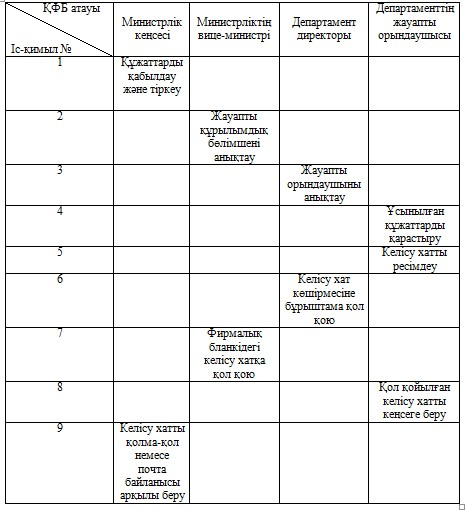 ҚФБ атауы
Іс-қимыл №
Министрлік
кеңсесі
Министрліктің
вице-министрі
Департамент
директоры
Департаменттің
жауапты
орындаушысы
1
Құжаттарды
қабылдау
және тіркеу
2
Жауапты
құрылымдық
бөлімшені
анықтау
3
Жауапты
орындаушыны
анықтау
4
Ұсынылған
құжаттарды
қарастыру
5
Келісу хатты
ресімдеу
6
Келісу хат
көшірмесіне
бұрыштама қол
қою
7
Фирмалық
бланкідегі
келісу хатқа
қол қою
8
Қол қойылған
келісу хатты
кеңсеге беру
9
Келісу хатты
қолма-қол
немесе
почта
байланысы
арқылы беру